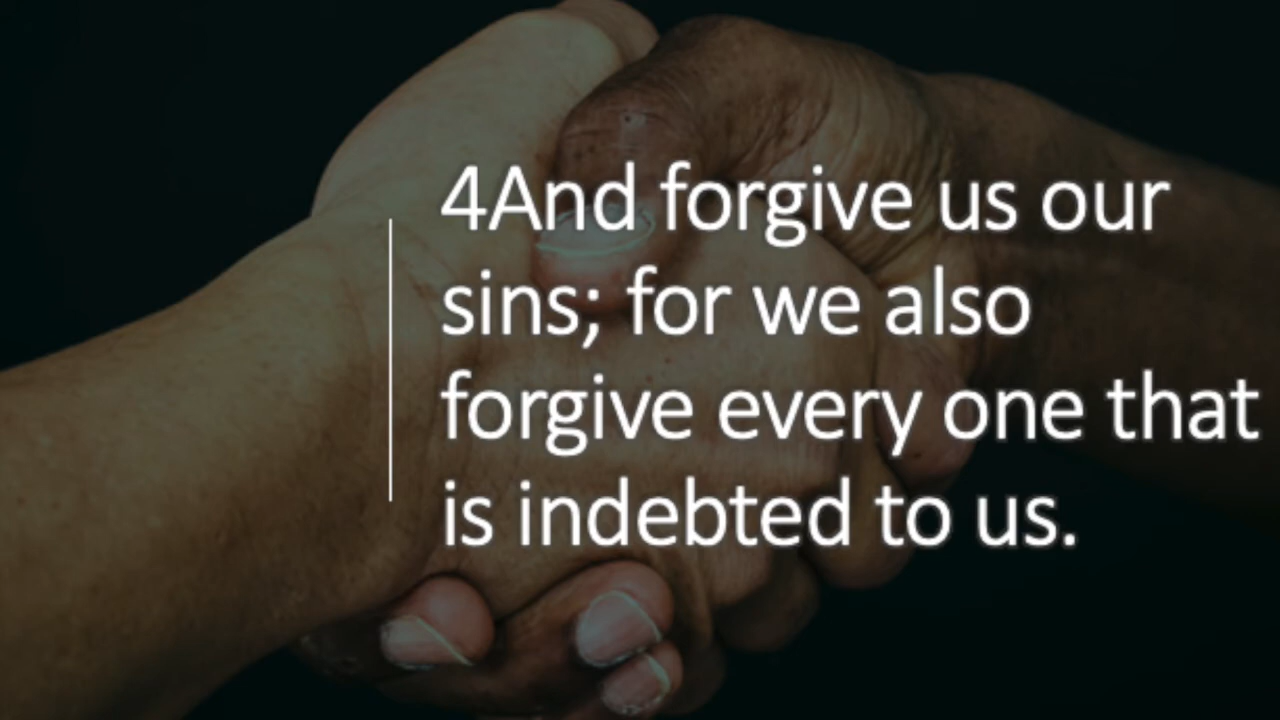 4And forgive us our
sins; for we also
forgive every one that
is indebted to us.